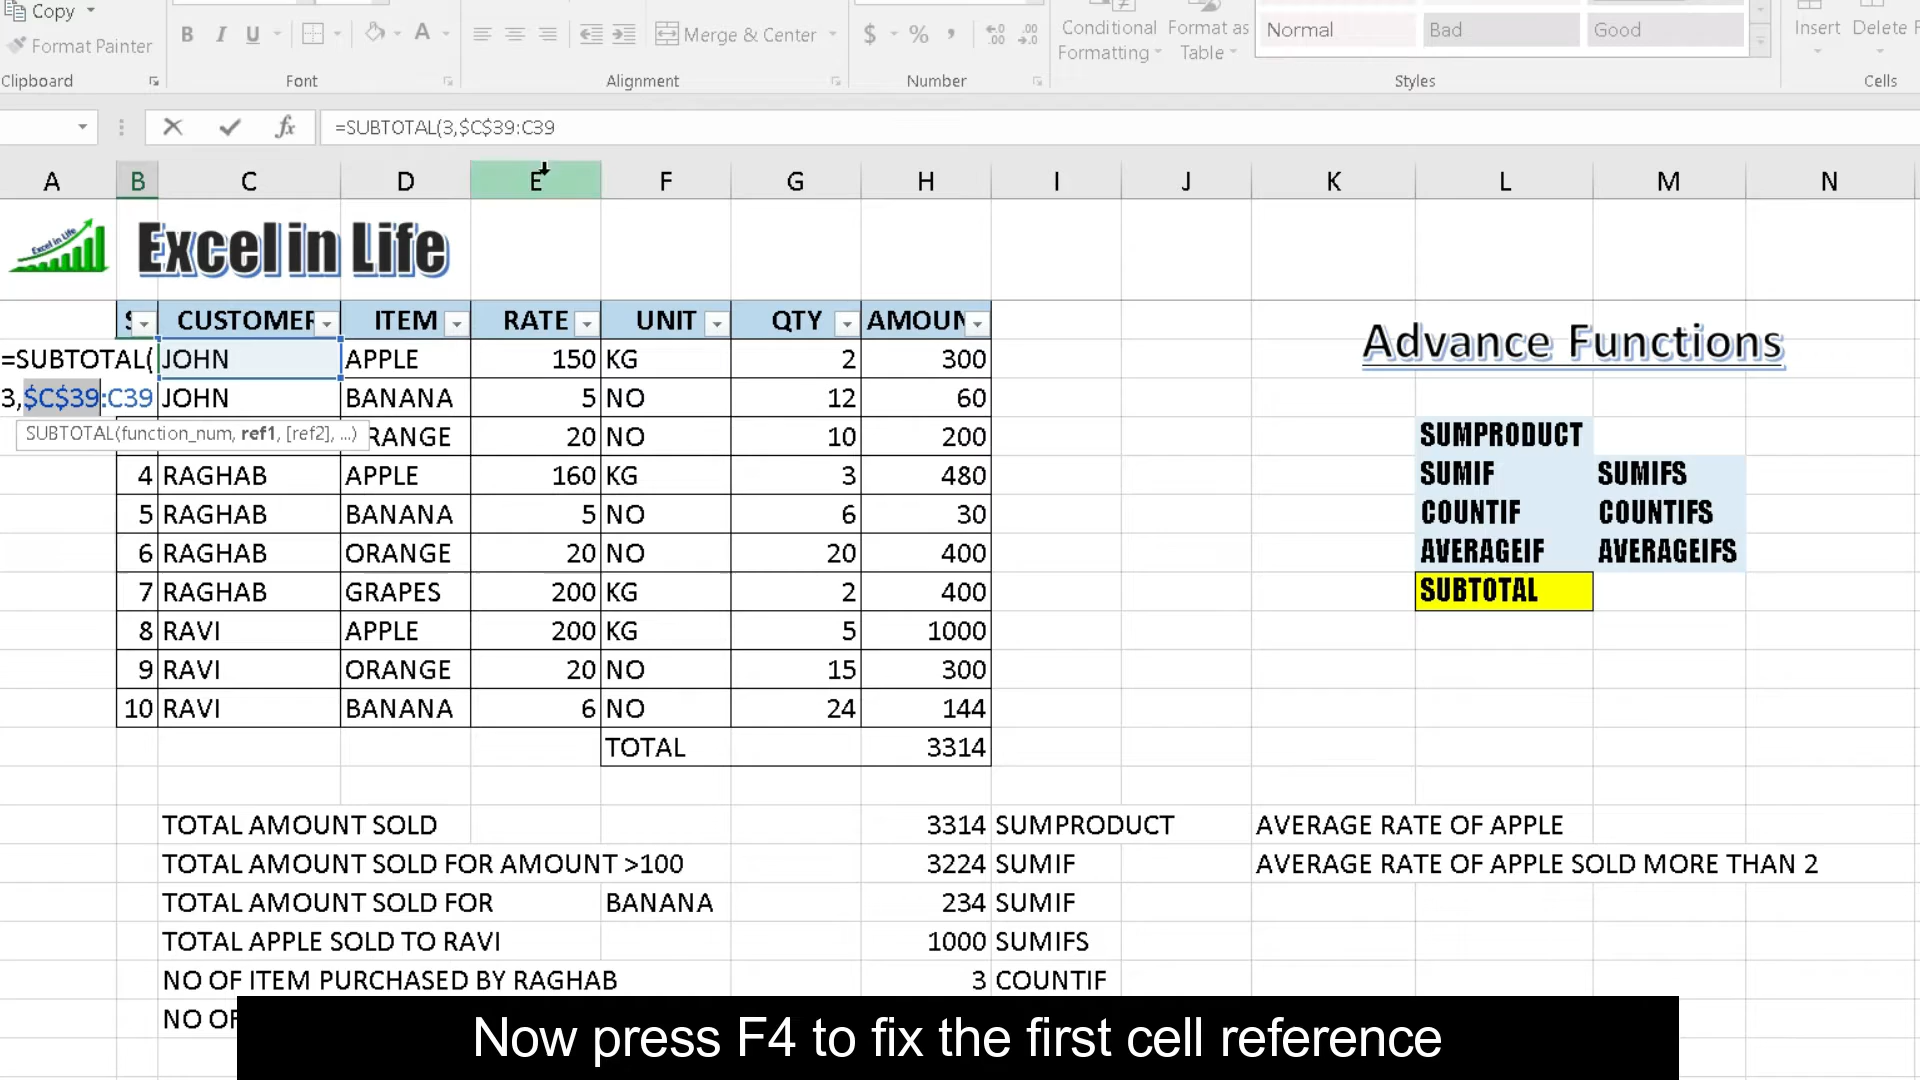 Copy
Format Painter
B I U A Merge & Center $ % , Conditional Formatting Format as Table Normal Bad Good Insert Delete F
Clipboard Font Alignment Number Styles Cells
fx =SUBTOTAL(3,$C$39:C39
A B C D E F G H I J K L M N
Excel in Life Excel in Life
S CUSTOMER ITEM RATE UNIT QTY AMOUN
Advance Functions
=SUBTOTAL( JOHN APPLE 150 KG 2 300
3,$C$39:C39 JOHN BANANA 5 NO 12 60
SUBTOTAL(function_num, ref1, [ref2], ...) RANGE 20 NO 10 200 SUMPRODUCT
4 RAGHAB APPLE 160 KG 3 480 SUMIF SUMIFS
5 RAGHAB BANANA 5 NO 6 30 COUNTIF COUNTIFS
6 RAGHAB ORANGE 20 NO 20 400 AVERAGEIF AVERAGEIFS
7 RAGHAB GRAPES 200 KG 2 400 SUBTOTAL
8 RAVI APPLE 200 KG 5 1000
9 RAVI ORANGE 20 NO 15 300
10 RAVI BANANA 6 NO 24 144
TOTAL 3314
TOTAL AMOUNT SOLD 3314 SUMPRODUCT AVERAGE RATE OF APPLE
TOTAL AMOUNT SOLD FOR AMOUNT >100 3224 SUMIF AVERAGE RATE OF APPLE SOLD MORE THAN 2
TOTAL AMOUNT SOLD FOR BANANA 234 SUMIF
TOTAL APPLE SOLD TO RAVI 1000 SUMIFS
NO OF ITEM PURCHASED BY RAGHAB 3 COUNTIF
NO OF
Now press F4 to fix the first cell reference